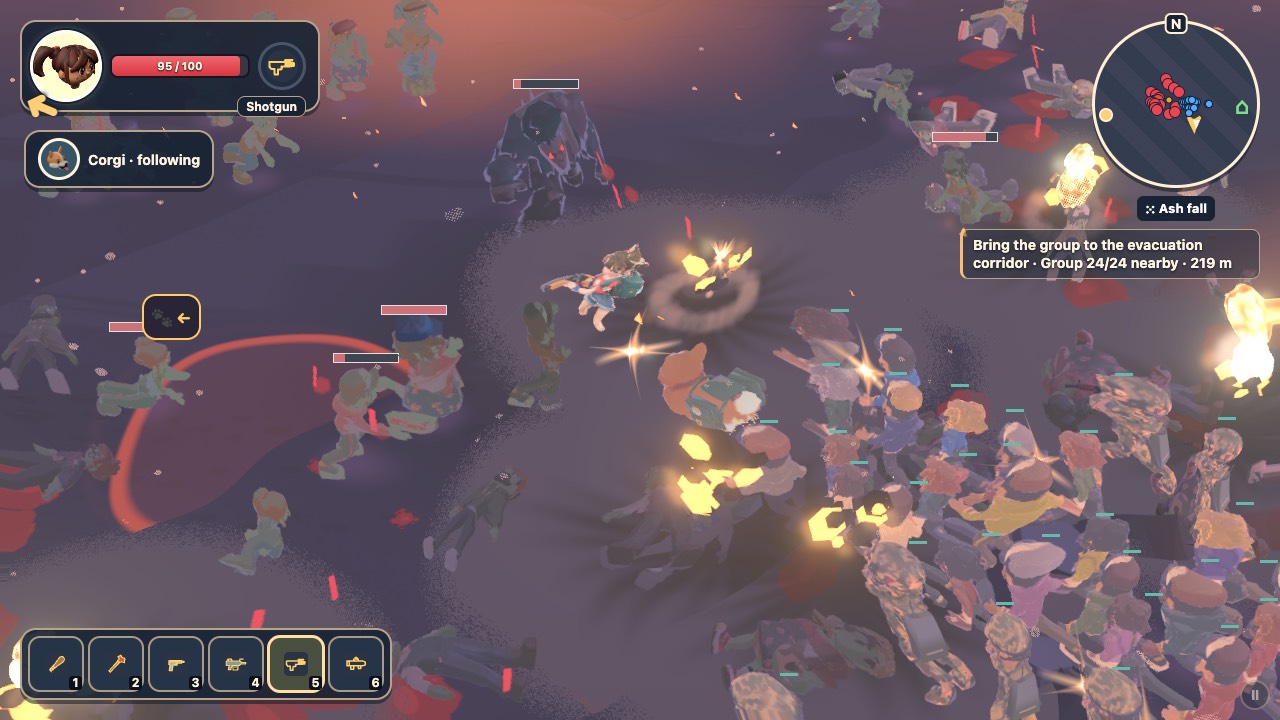 95 / 100
Shotgun
Corgi · following
N
Ash fall
Bring the group to the evacuation
corridor · Group 24/24 nearby · 219 m
1
2
3
4
5
6